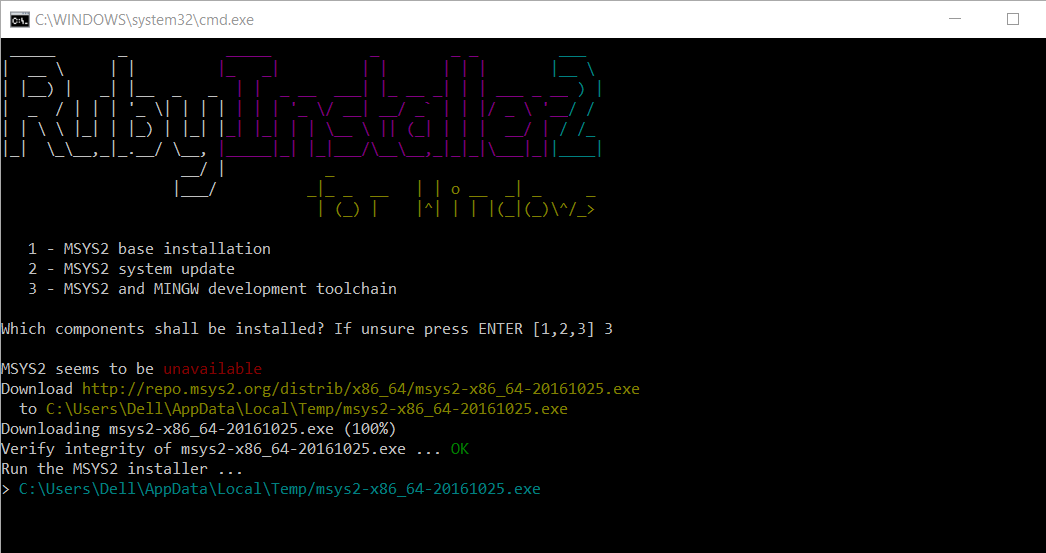 C:\WINDOWS\system32\cmd.exe
RubyInstaller2
for Windows
1 - MSYS2 base installation
2 - MSYS2 system update
3 - MSYS2 and MINGW development toolchain
Which components shall be installed? If unsure press ENTER [1,2,3] 3
MSYS2 seems to be unavailable
Download http://repo.msys2.org/distrib/x86_64/msys2-x86_64-20161025.exe
to C:\Users\Dell\AppData\Local\Temp/msys2-x86_64-20161025.exe
Downloading msys2-x86_64-20161025.exe (100%)
Verify integrity of msys2-x86_64-20161025.exe ... OK
Run the MSYS2 installer ...
> C:\Users\Dell\AppData\Local\Temp/msys2-x86_64-20161025.exe